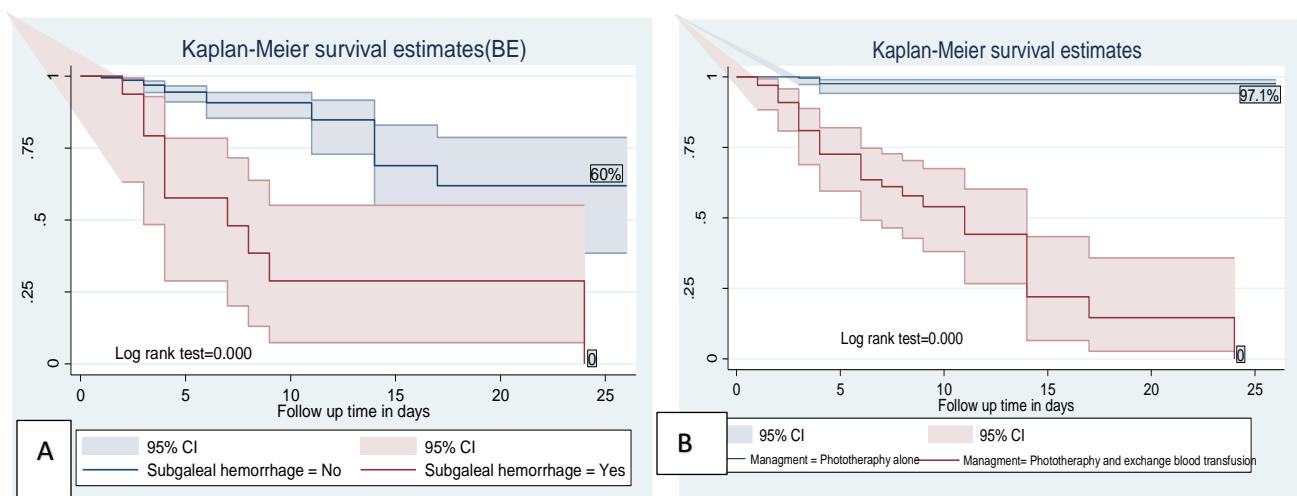 Kaplan-Meier survival estimates(BE)
1
.75
.5
.25
0
60%
0
Log rank test=0.000
0 5 10 15 20 25
Follow up time in days
A
95% CI 95% CI
Subgaleal hemorrhage = No Subgaleal hemorrhage = Yes
Kaplan-Meier survival estimates
1
.75
.5
.25
0
97.1%
0
Log rank test=0.000
0 5 10 15 20 25
Follow up time in days
B
95% CI 95% CI
Managment = Phototheraphy alone Managment= Phototheraphy and exchange blood transfusion